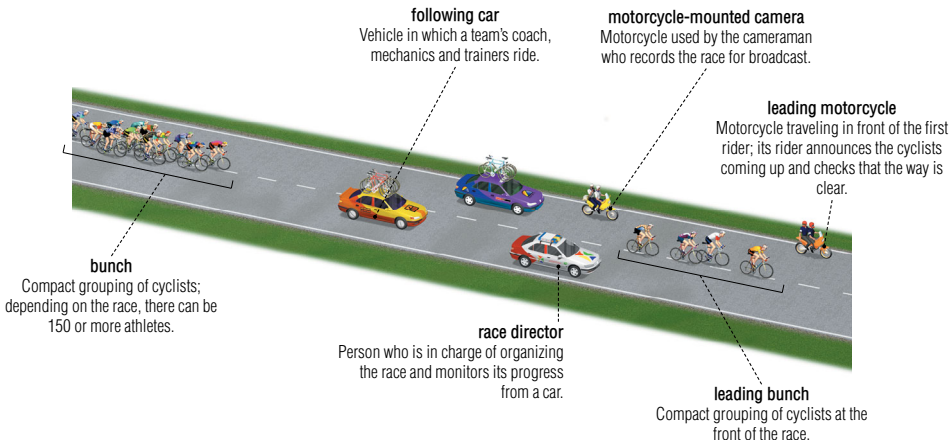 following car
Vehicle in which a team's coach,
mechanics and trainers ride.
motorcycle-mounted camera
Motorcycle used by the cameraman
who records the race for broadcast.
leading motorcycle
Motorcycle traveling in front of the first
rider; its rider announces the cyclists
coming up and checks that the way is
clear.
bunch
Compact grouping of cyclists;
depending on the race, there can be
150 or more athletes.
race director
Person who is in charge of organizing
the race and monitors its progress
from a car.
leading bunch
Compact grouping of cyclists at the
front of the race.